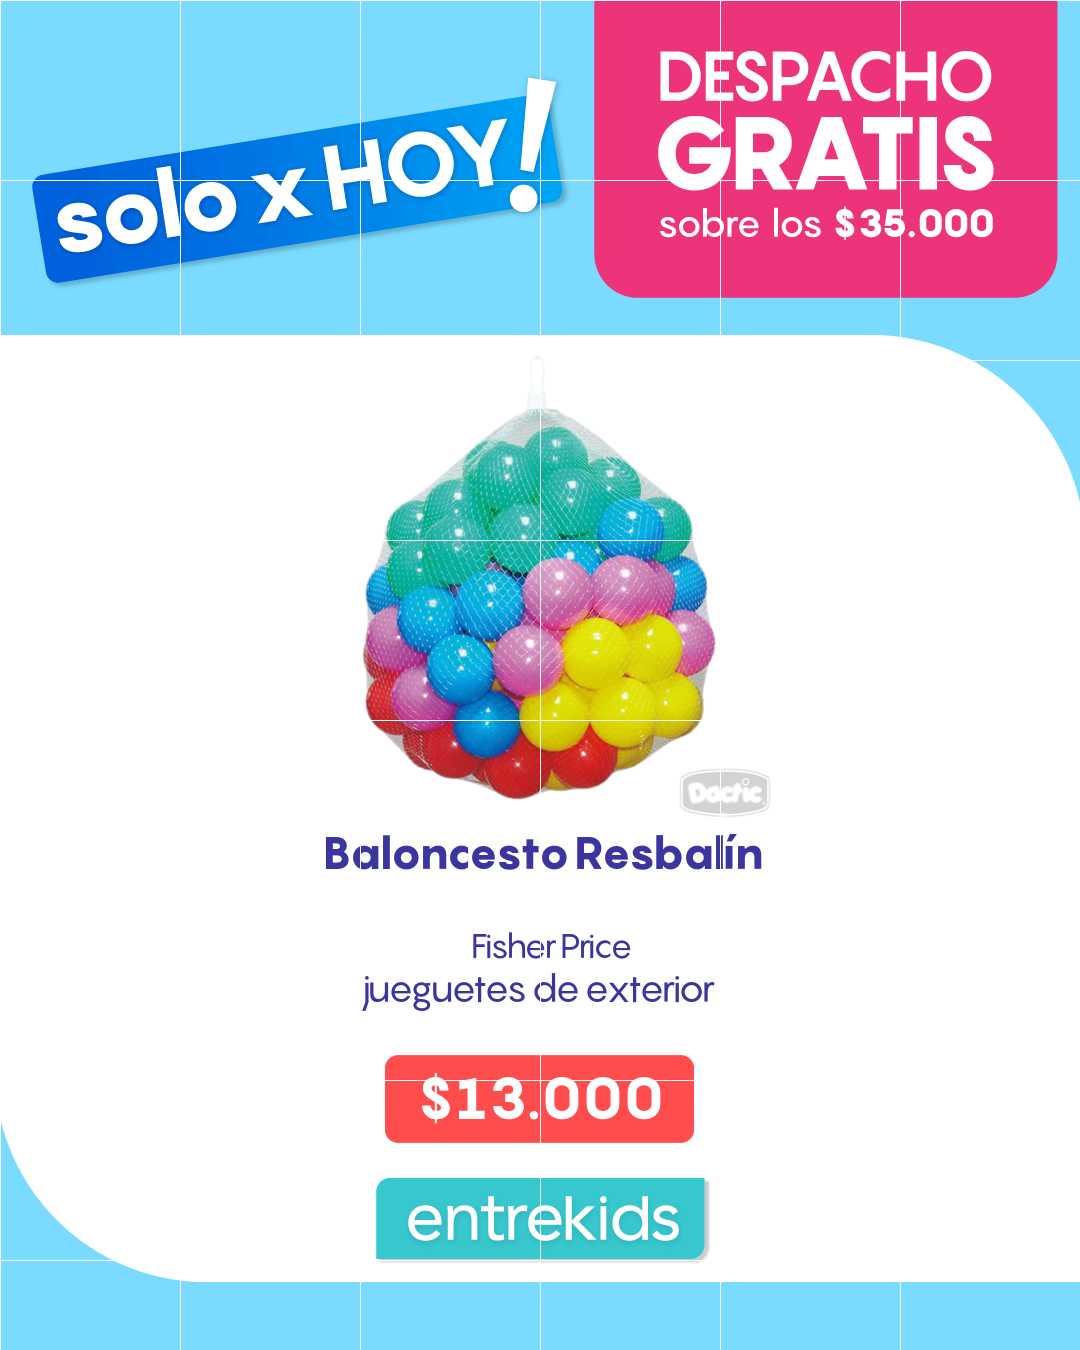 solo x HOY!
DESPACHO
GRATIS
sobre los $35.000
Dactic
Baloncesto Resbalín
Fisher Price
jueguetes de exterior
$13.000
entrekids